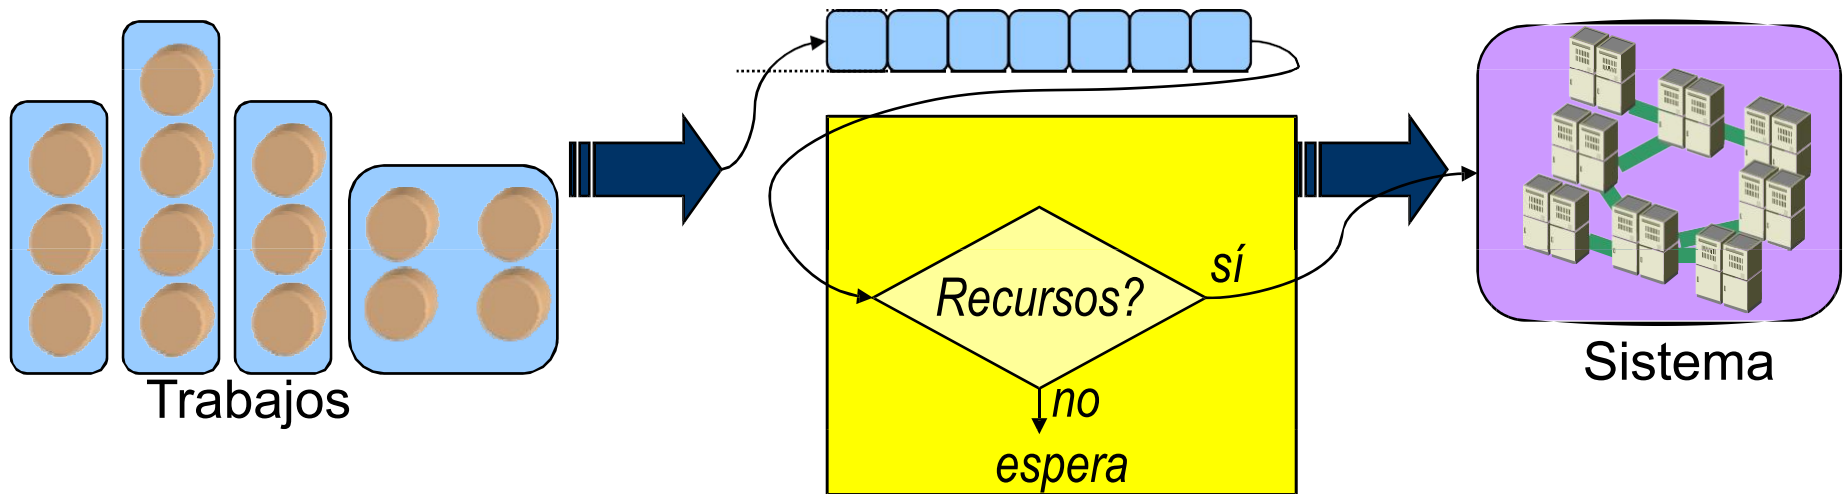 Trabajos
Recursos?
sí
no
espera
Sistema